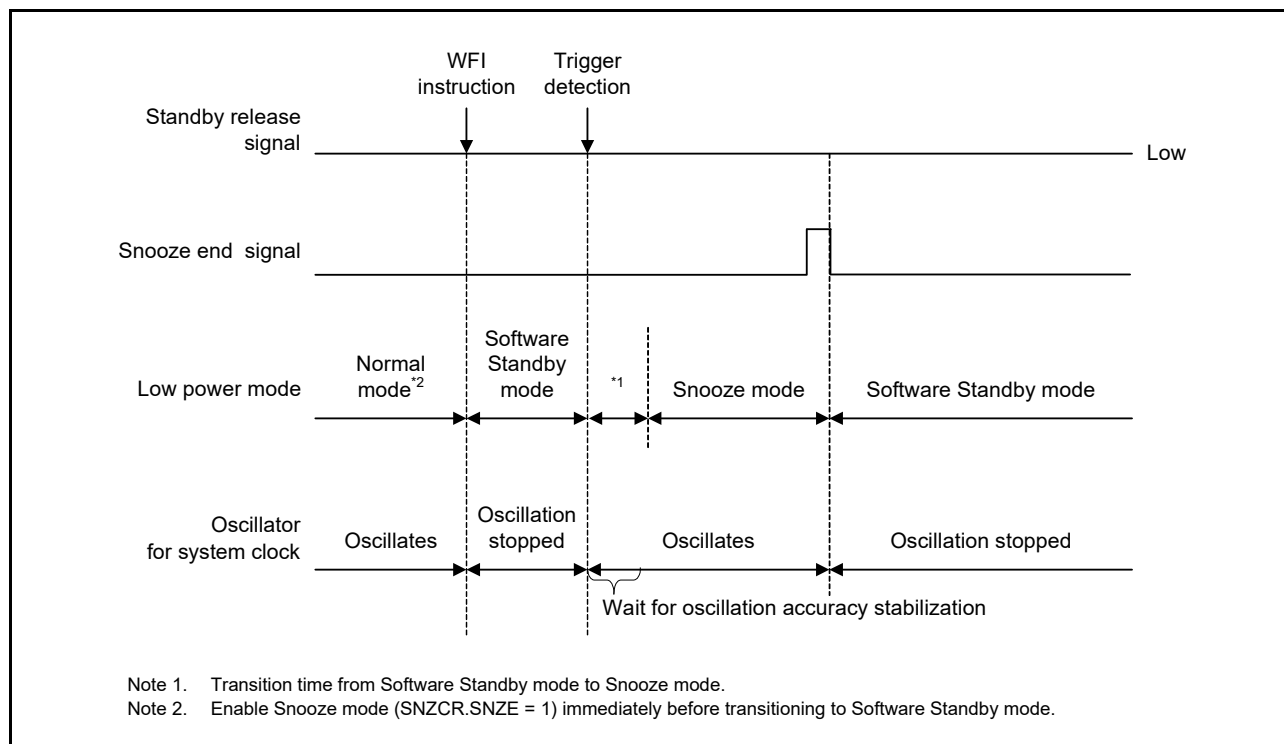 WFI
instruction
Trigger
detection
Standby release
signal
Low
Snooze end signal
Low power mode
Normal
mode*2
Software
Standby
mode
*1
Snooze mode
Software Standby mode
Oscillator
for system clock
Oscillates
Oscillation
stopped
Oscillates
Oscillation stopped
Wait for oscillation accuracy stabilization
Note 1. Transition time from Software Standby mode to Snooze mode.
Note 2. Enable Snooze mode (SNZCR.SNZE = 1) immediately before transitioning to Software Standby mode.